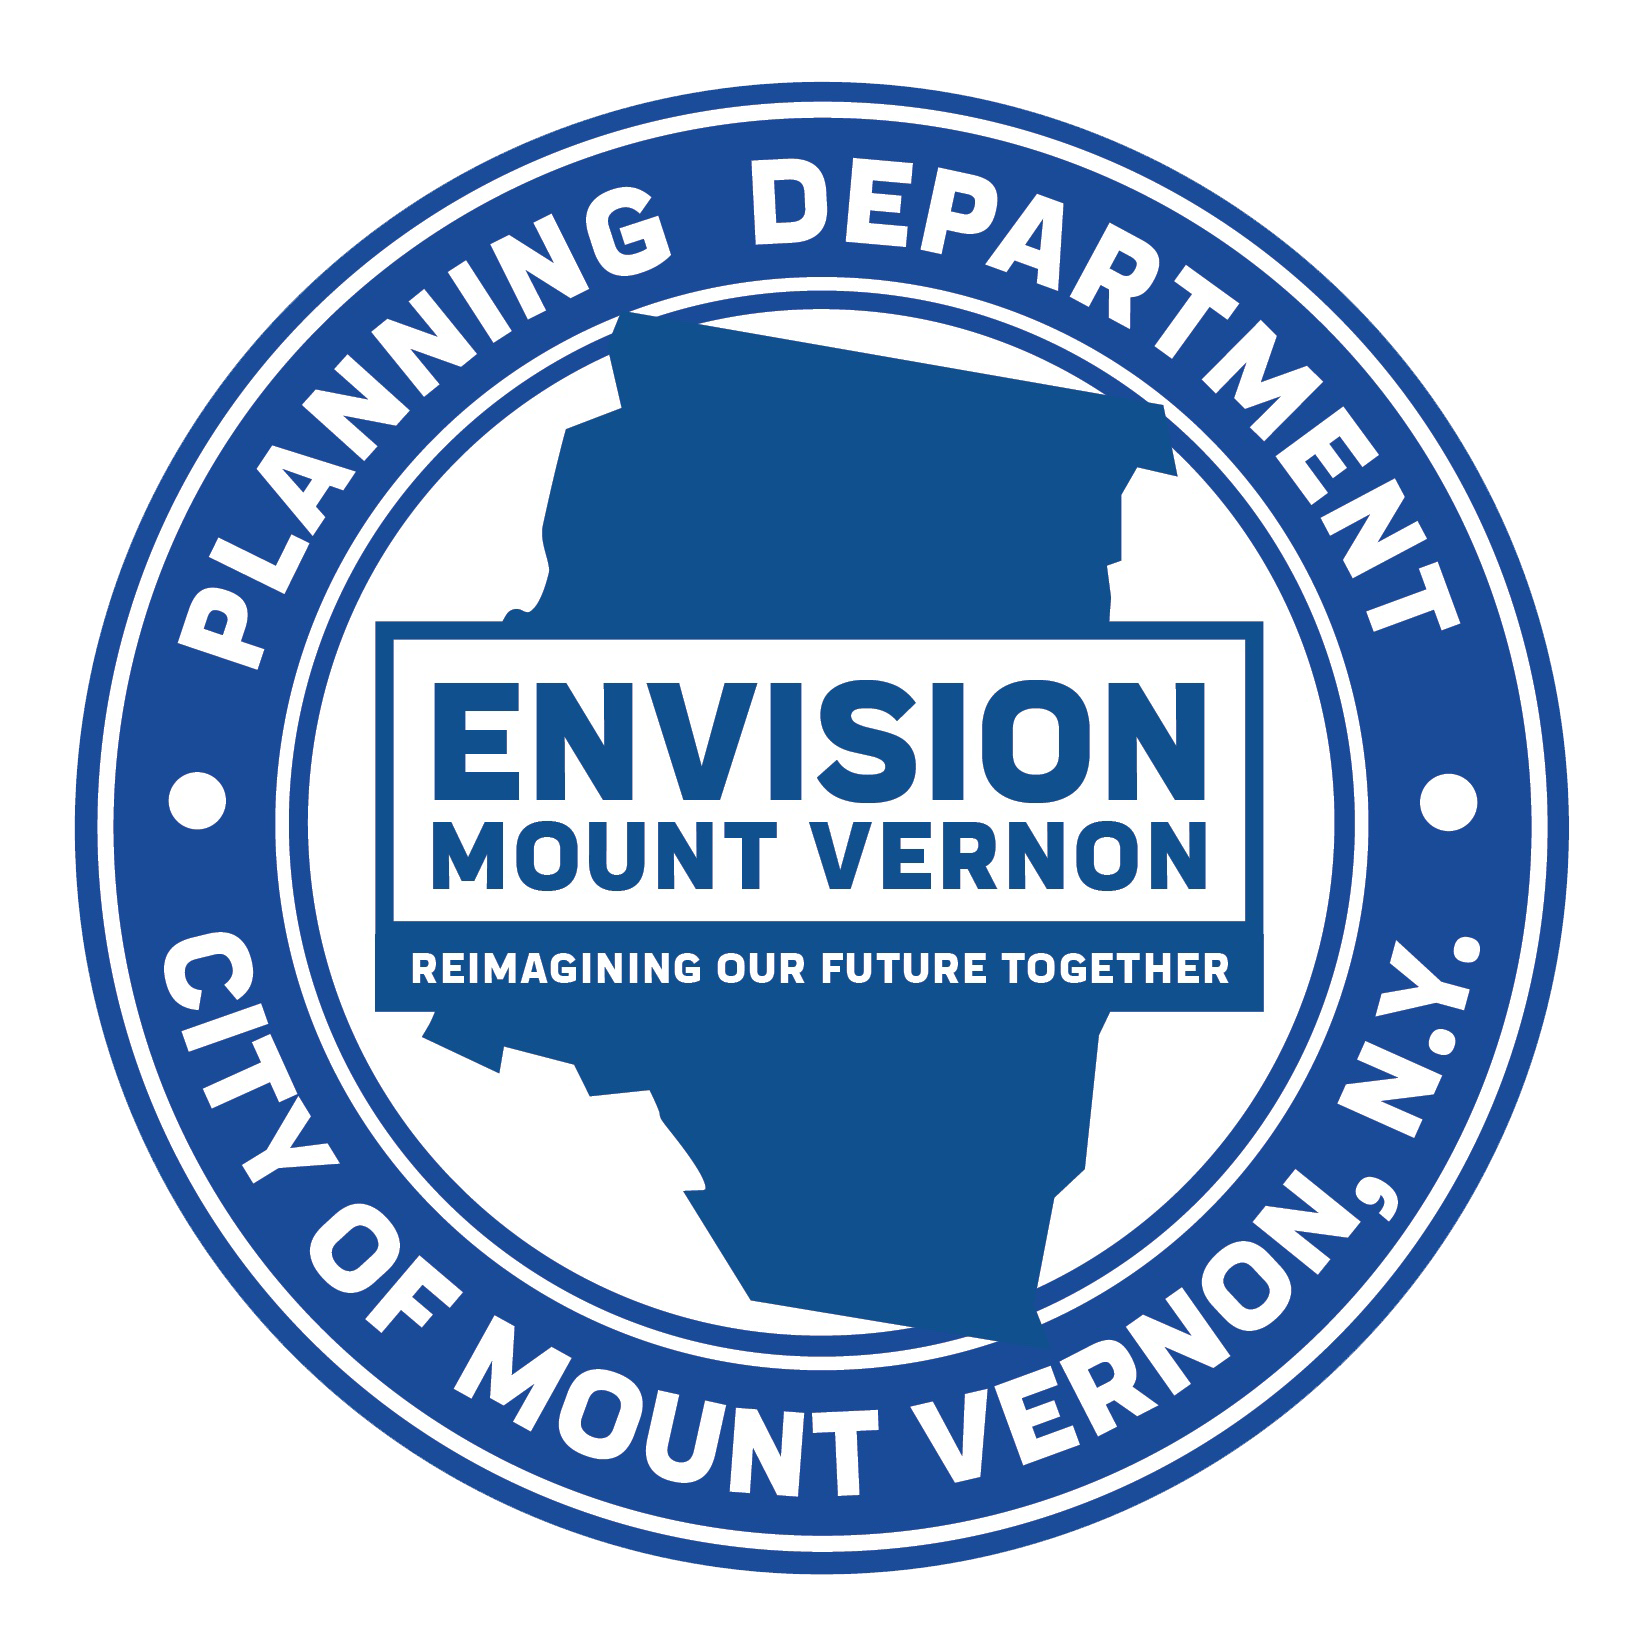 PLANNING DEPARTMENT
ENVISION
MOUNT VERNON
REIMAGINING OUR FUTURE TOGETHER
CITY OF MOUNT VERNON, N.Y.